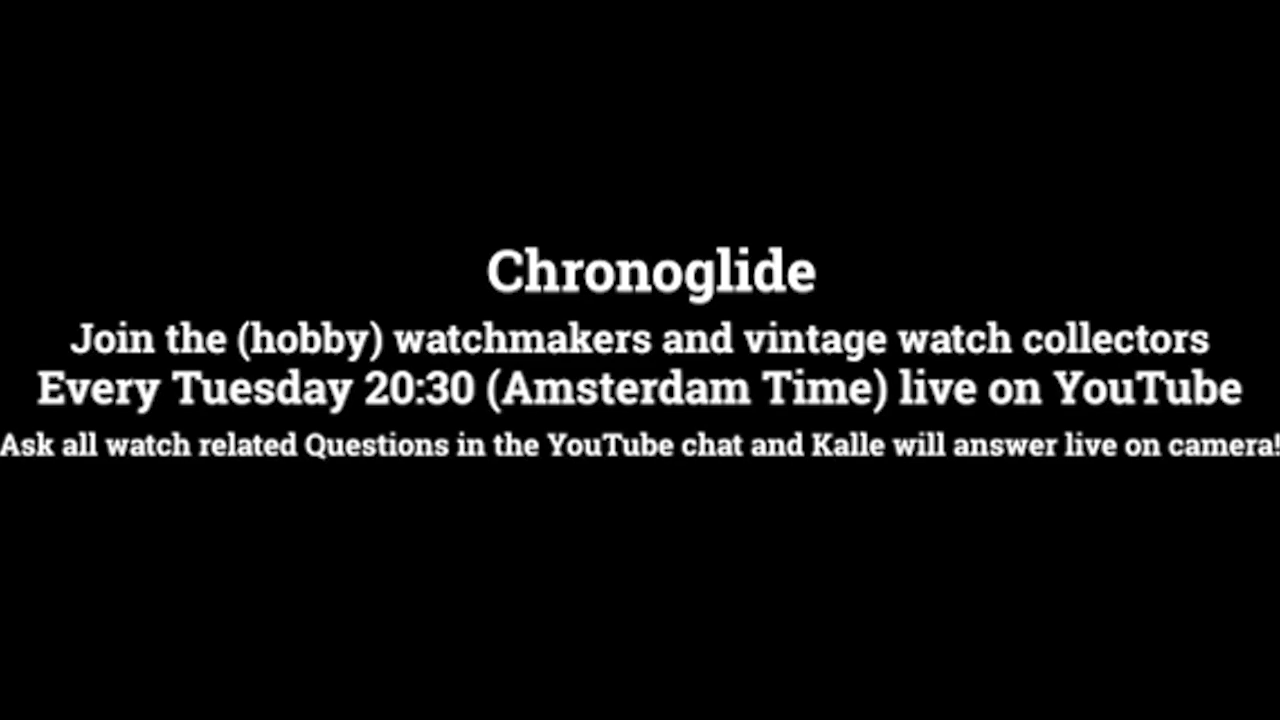 Chronoglide
Join the (hobby) watchmakers and vintage watch collectors
Every Tuesday 20:30 (Amsterdam Time) live on YouTube
Ask all watch related Questions in the YouTube chat and Kalle will answer live on camera!